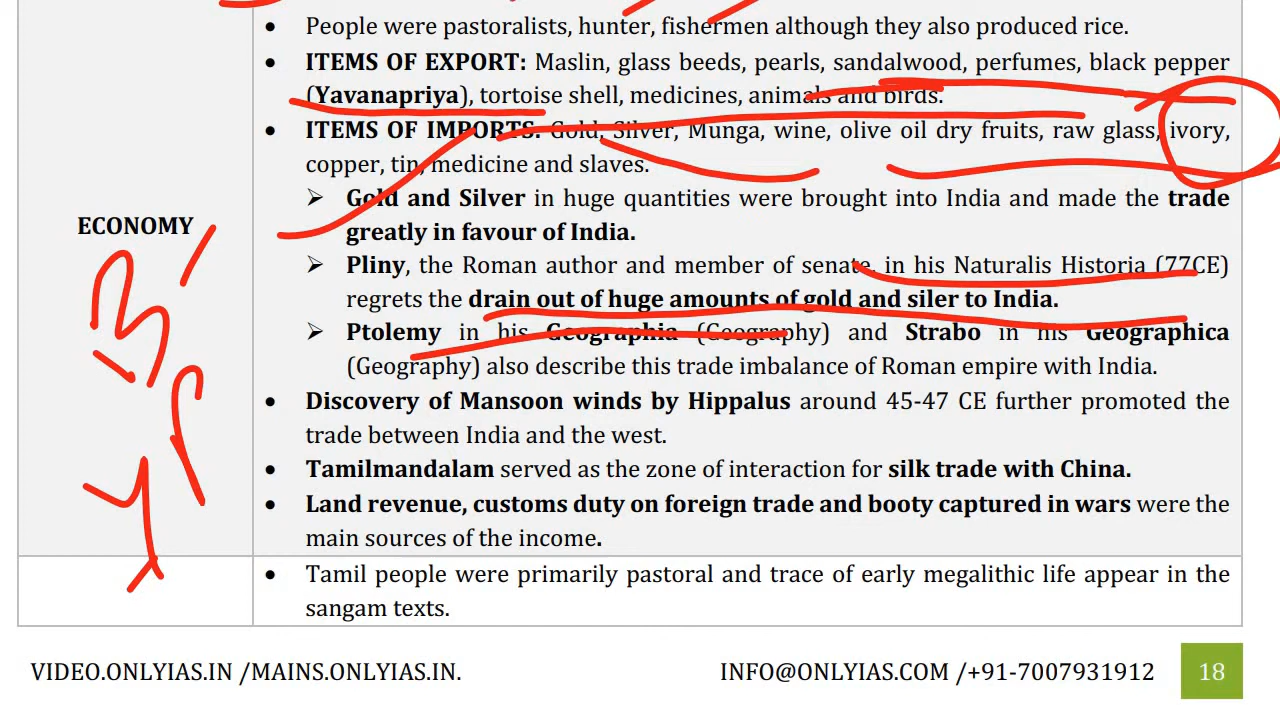 • People were pastoralists, hunter, fishermen although they also produced rice.
• ITEMS OF EXPORT: Maslin, glass beeds, pearls, sandalwood, perfumes, black pepper
(Yavanapriya), tortoise shell, medicines, animals and birds.
• ITEMS OF IMPORTS: Gold, Silver, Munga, wine, olive oil dry fruits, raw glass, ivory,
copper, tin, medicine and slaves.
➢ Gold and Silver in huge quantities were brought into India and made the trade
greatly in favour of India.
ECONOMY
➢ Pliny, the Roman author and member of senate, in his Naturalis Historia (77CE)
regrets the drain out of huge amounts of gold and siler to India.
➢ Ptolemy in his Geographia (Geography) and Strabo in his Geographica
(Geography) also describe this trade imbalance of Roman empire with India.
• Discovery of Mansoon winds by Hippalus around 45-47 CE further promoted the
trade between India and the west.
• Tamilmandalam served as the zone of interaction for silk trade with China.
• Land revenue, customs duty on foreign trade and booty captured in wars were the
main sources of the income.
• Tamil people were primarily pastoral and trace of early megalithic life appear in the
sangam texts.
VIDEO.ONLYIAS.IN /MAINS.ONLYIAS.IN. INFO@ONLYIAS.COM /+91-7007931912 18